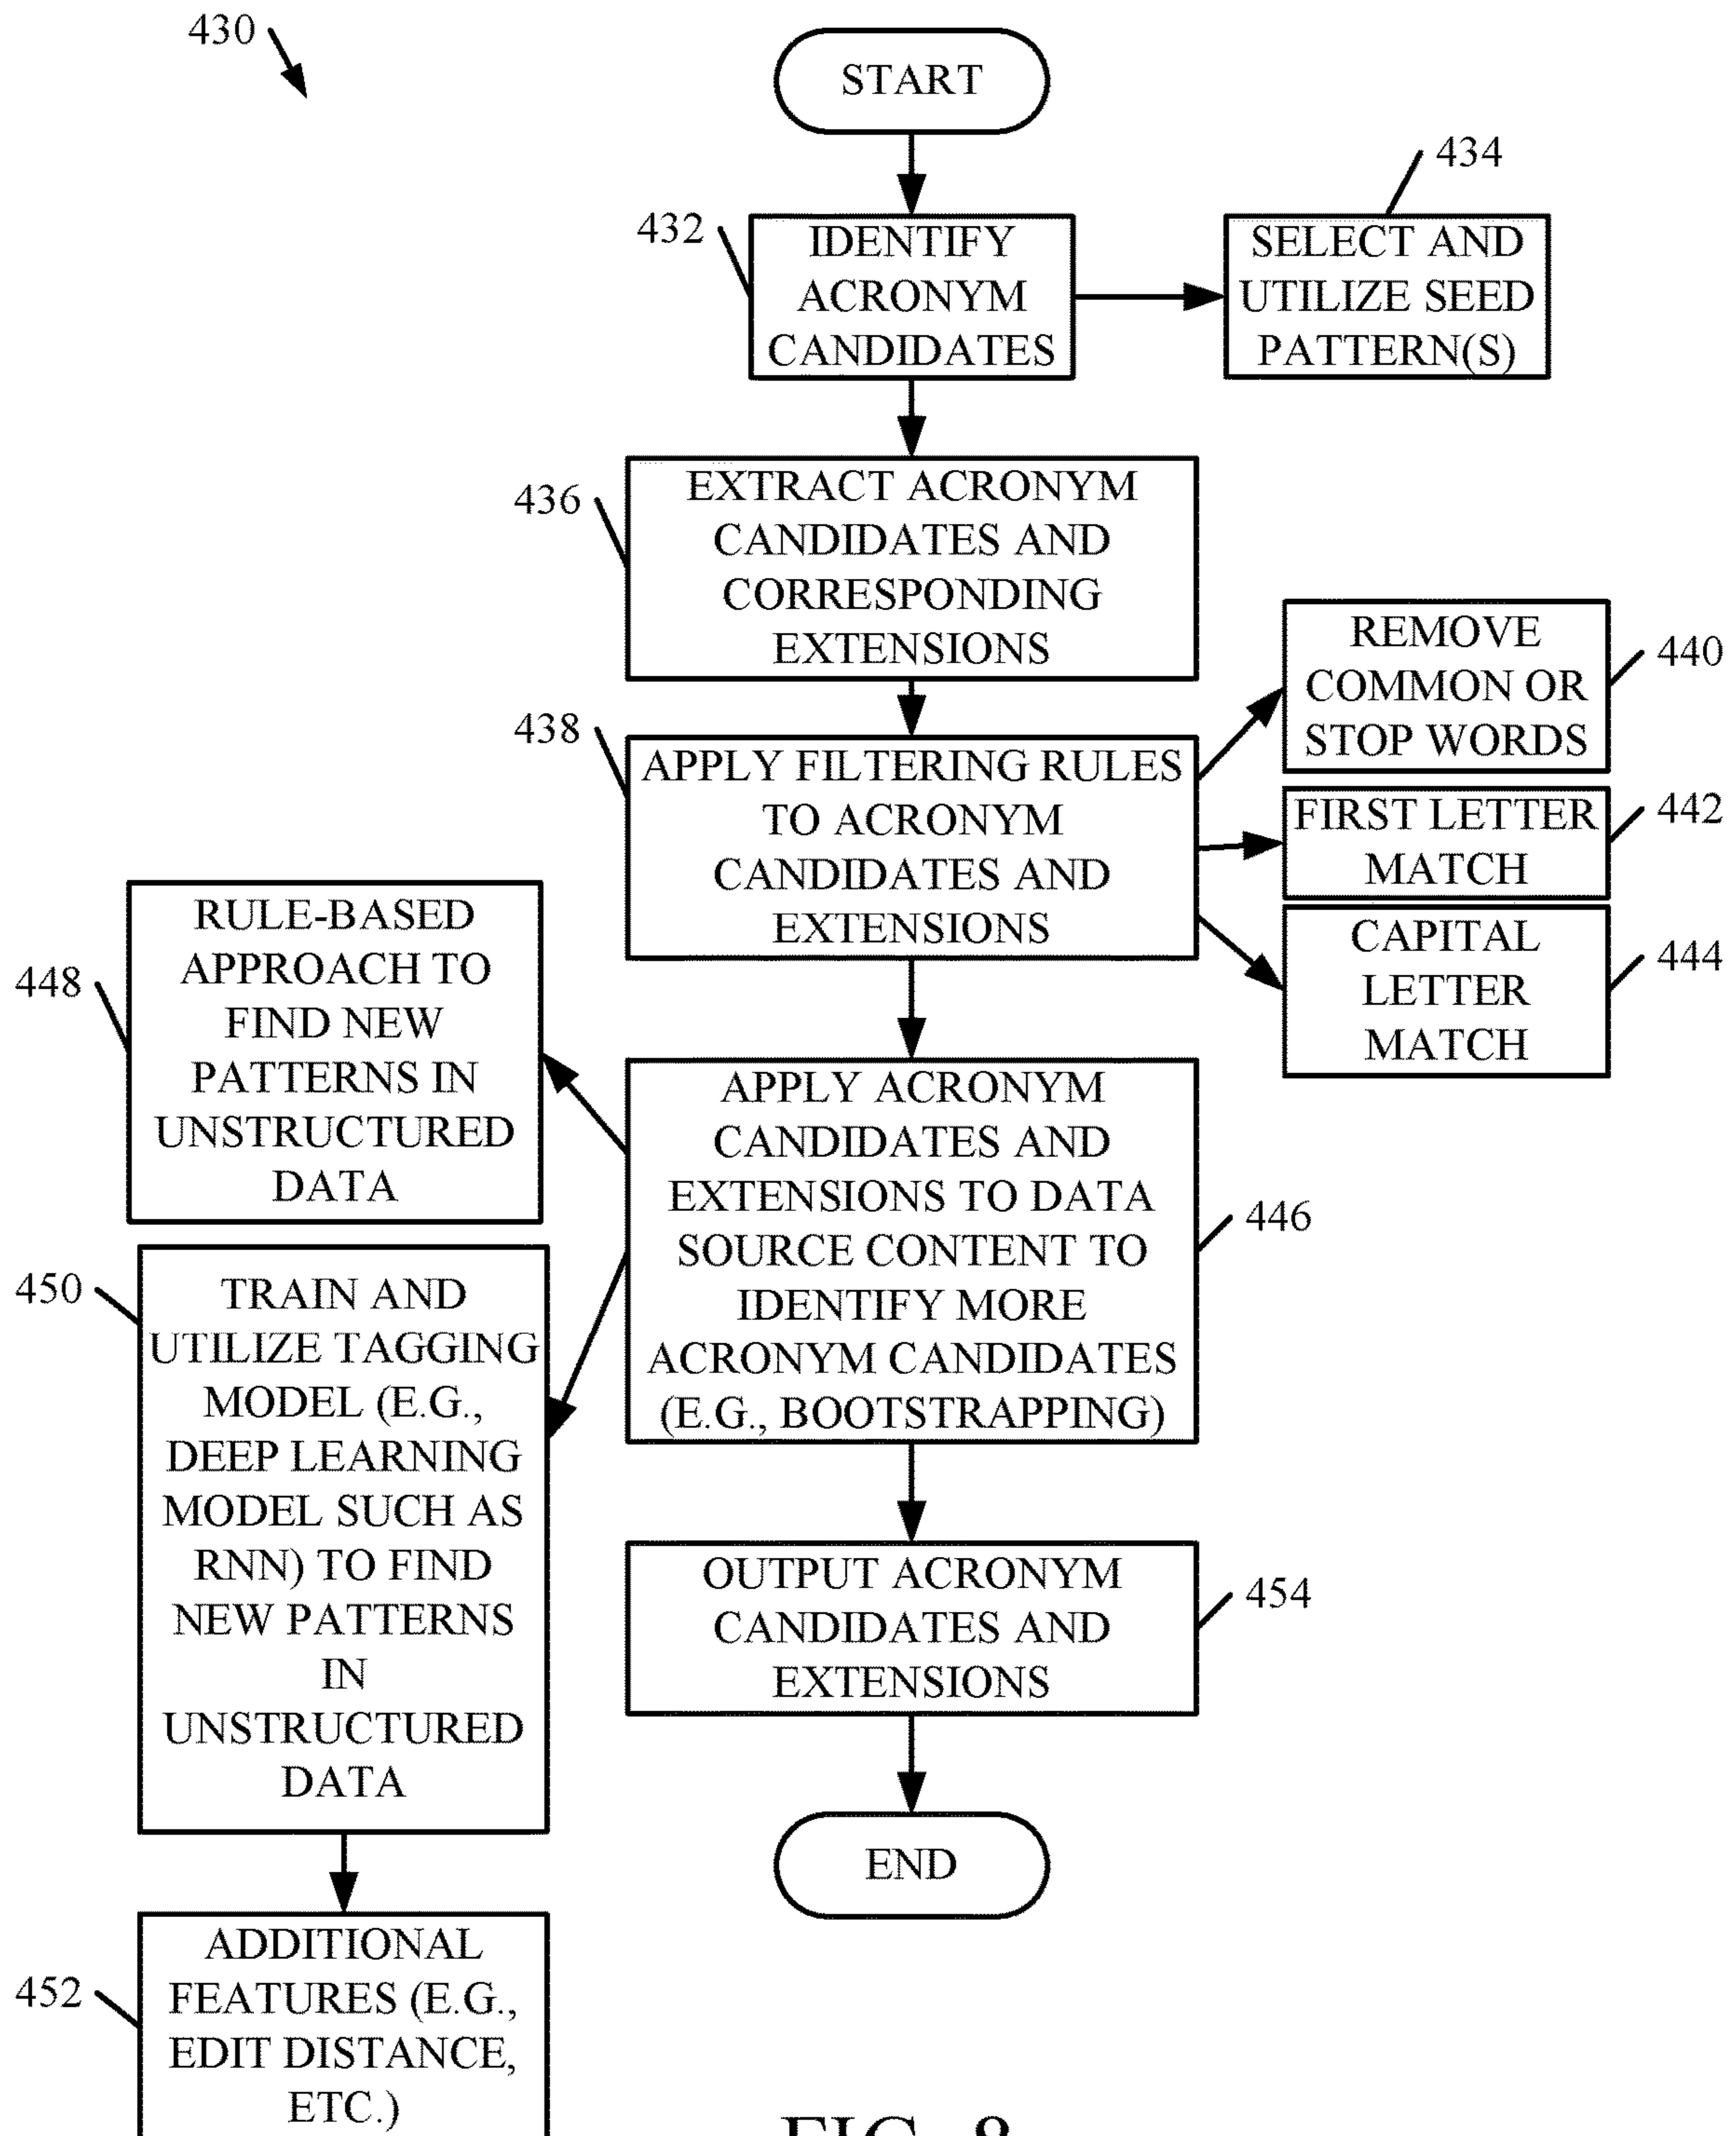 430
START
434
432
IDENTIFY
ACRONYM
CANDIDATES
SELECT AND
UTILIZE SEED
PATTERN(S)
436
EXTRACT ACRONYM
CANDIDATES AND
CORRESPONDING
EXTENSIONS
438
APPLY FILTERING RULES
TO ACRONYM
CANDIDATES AND
EXTENSIONS
REMOVE
COMMON OR
STOP WORDS
440
FIRST LETTER
MATCH
442
CAPITAL
LETTER
MATCH
444
448
RULE-BASED
APPROACH TO
FIND NEW
PATTERNS IN
UNSTRUCTURED
DATA
APPLY ACRONYM
CANDIDATES AND
EXTENSIONS TO DATA
SOURCE CONTENT TO
IDENTIFY MORE
ACRONYM CANDIDATES
(E.G., BOOTSTRAPPING)
446
450
TRAIN AND
UTILIZE TAGGING
MODEL (E.G.,
DEEP LEARNING
MODEL SUCH AS
RNN) TO FIND
NEW PATTERNS
IN
UNSTRUCTURED
DATA
OUTPUT ACRONYM
CANDIDATES AND
EXTENSIONS
454
END
452
ADDITIONAL
FEATURES (E.G.,
EDIT DISTANCE,
ETC.)
FIG. 8